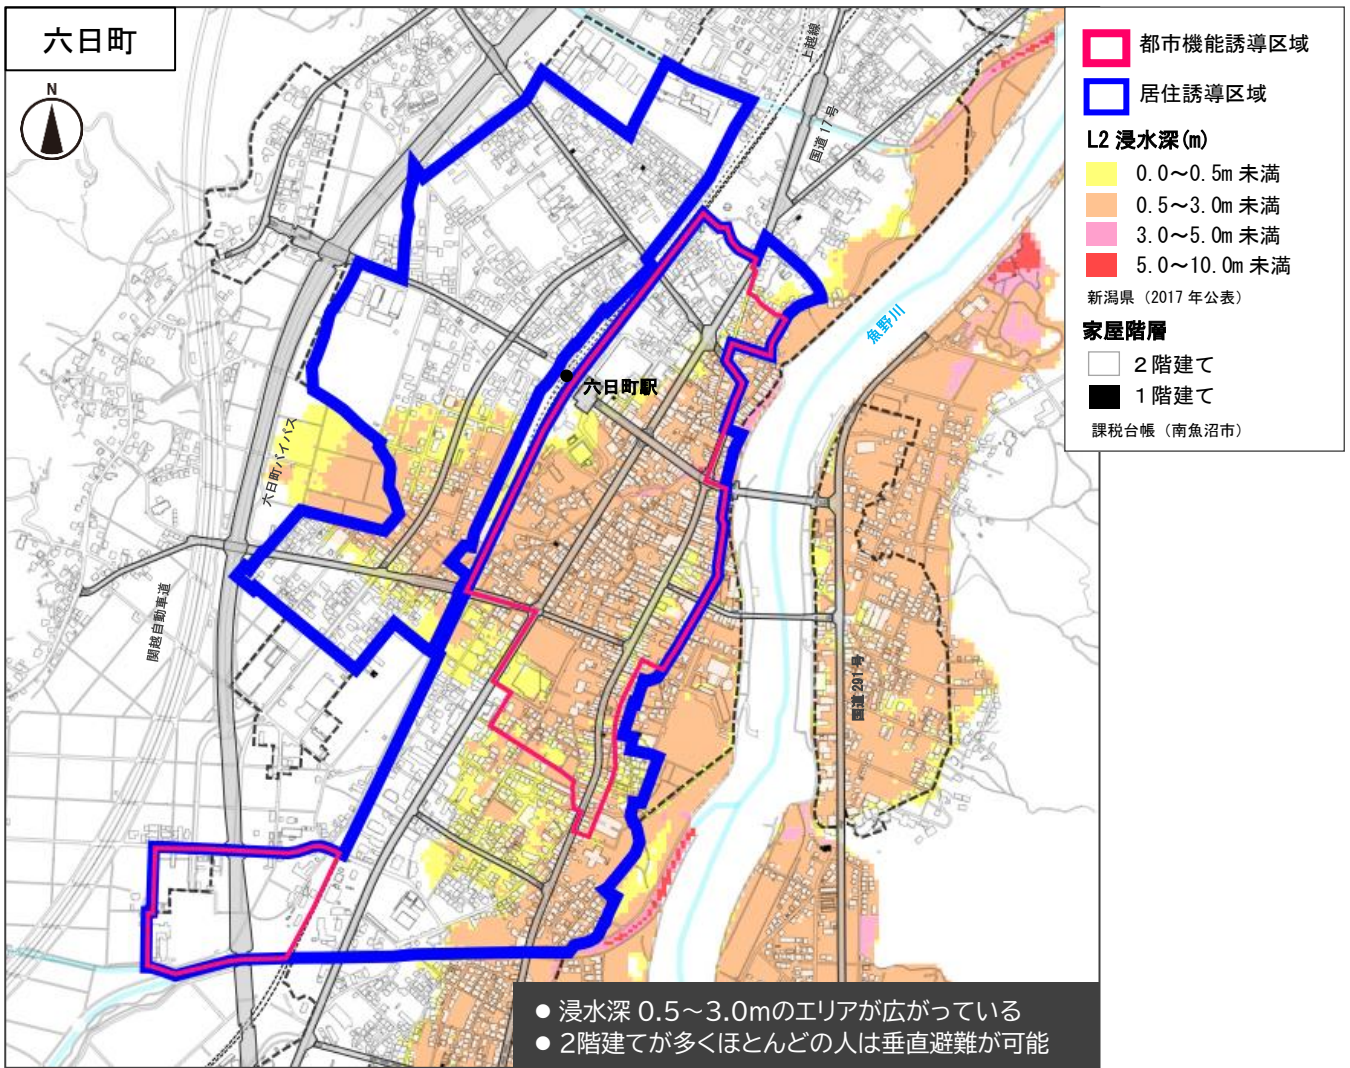 六日町
N
都市機能誘導区域
居住誘導区域
L2 浸水深(m)
0.0～0.5m 未満
0.5～3.0m 未満
3.0～5.0m 未満
5.0～10.0m 未満
新潟県（2017 年公表）
家屋階層
２階建て
１階建て
課税台帳（南魚沼市）
上越線
国道 17 号
魚野川
六日町駅
六日町バイパス
関越自動車道
国道 291 号
● 浸水深 0.5～3.0mのエリアが広がっている
● 2階建てが多くほとんどの人は垂直避難が可能